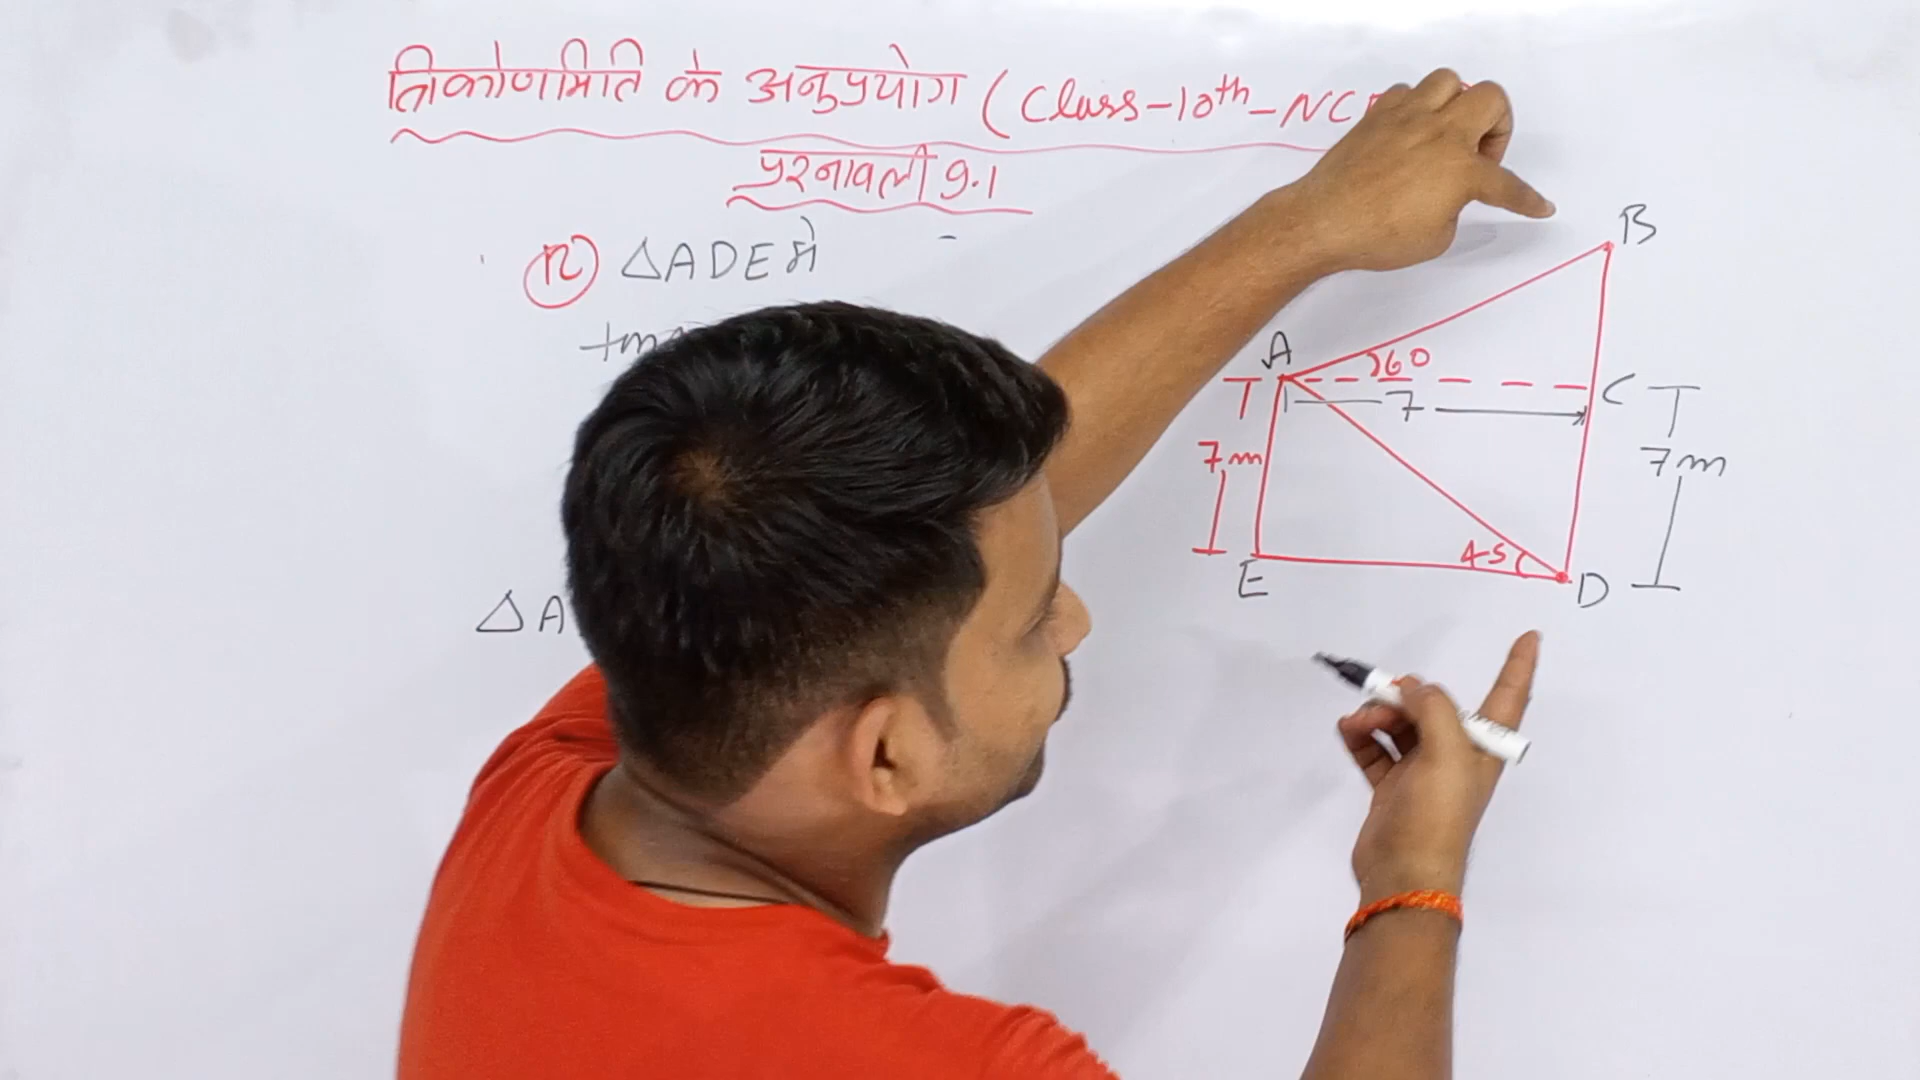 त्रिकोणमिति के अनुप्रयोग (Class-10th-NC
प्रश्नावली 9.1
12 △ADE में
B
A
60
C
7
7m
7m
45
E
D
△A